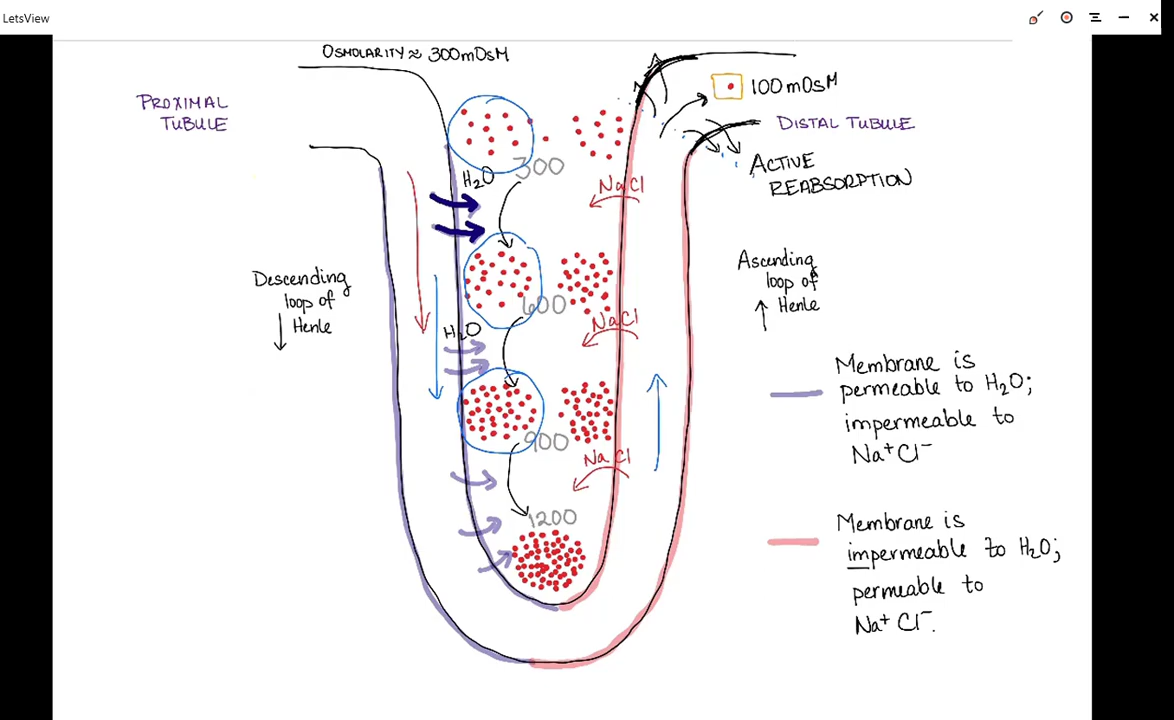 LetsView
OSMOLARITY ≈ 300mOsM
PROXIMAL
TUBULE
100 mOsM
DISTAL TUBULE
ACTIVE
REABSORPTION
300
H₂O
NaCl
Descending
loop of
Henle
600
H₂O
NaCl
Ascending
loop of
Henle
900
NaCl
1200
Membrane is
permeable to H₂O;
impermeable to
Na⁺Cl⁻
Membrane is
impermeable to H₂O;
permeable to
Na⁺ Cl⁻.